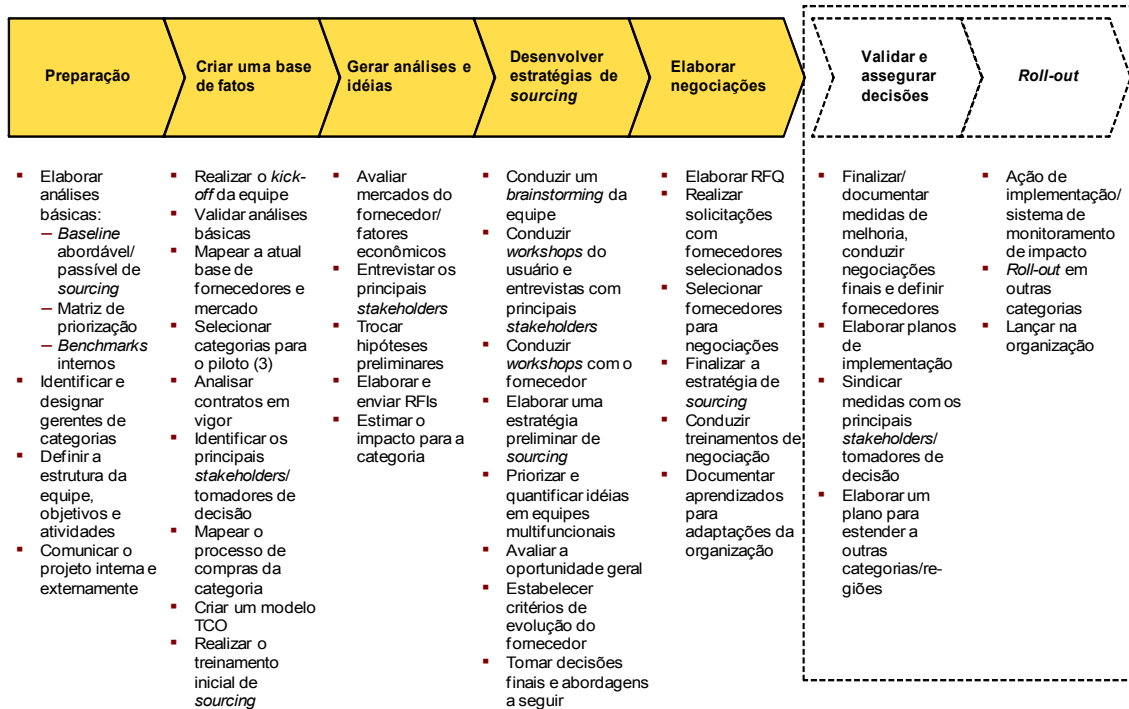 Preparação
Criar uma base
de fatos
Gerar análises e
idéias
Desenvolver
estratégias de
sourcing
Elaborar
negociações
Validar e
assegurar
decisões
Roll-out
▪ Elaborar
análises
básicas:
– Baseline
abordável/
passível de
sourcing
– Matriz de
priorização
– Benchmarks
internos
▪ Identificar e
designar
gerentes de
categorias
▪ Definir a
estrutura da
equipe,
objetivos e
atividades
▪ Comunicar o
projeto interna e
externamente
▪ Realizar o kick-
off da equipe
▪ Validar análises
básicas
▪ Mapear a atual
base de
fornecedores e
mercado
▪ Selecionar
categorias para
o piloto (3)
▪ Analisar
contratos em
vigor
▪ Identificar os
principais
stakeholders/
tomadores de
decisão
▪ Mapear o
processo de
compras da
categoria
▪ Criar um modelo
TCO
▪ Realizar o
treinamento
inicial de
sourcing
▪ Avaliar
mercados do
fornecedor/
fatores
econômicos
▪ Entrevistar os
principais
stakeholders
▪ Trocar
hipóteses
preliminares
▪ Elaborar e
enviar RFIs
▪ Estimar o
impacto para a
categoria
▪ Conduzir um
brainstorming da
equipe
▪ Conduzir
workshops do
usuário e
entrevistas com
principais
stakeholders
▪ Conduzir
workshops com o
fornecedor
▪ Elaborar uma
estratégia
preliminar de
sourcing
▪ Priorizar e
quantificar idéias
em equipes
multifuncionais
▪ Avaliar a
oportunidade geral
▪ Estabelecer
critérios de
evolução do
fornecedor
▪ Tomar decisões
finais e abordagens
a seguir
▪ Elaborar RFQ
▪ Realizar
solicitações
com
fornecedores
selecionados
▪ Selecionar
fornecedores
para
negociações
▪ Finalizar a
estratégia de
sourcing
▪ Conduzir
treinamentos de
negociação
▪ Documentar
aprendizados
para
adaptações da
organização
▪ Finalizar/
documentar
medidas de
melhoria,
conduzir
negociações
finais e definir
fornecedores
▪ Elaborar planos
de
implementação
▪ Sindicar
medidas com os
principais
stakeholders/
tomadores de
decisão
▪ Elaborar um
plano para
estender a
outras
categorias/re-
giões
▪ Ação de
implementação/
sistema de
monitoramento
de impacto
▪ Roll-out em
outras
categorias
▪ Lançar na
organização